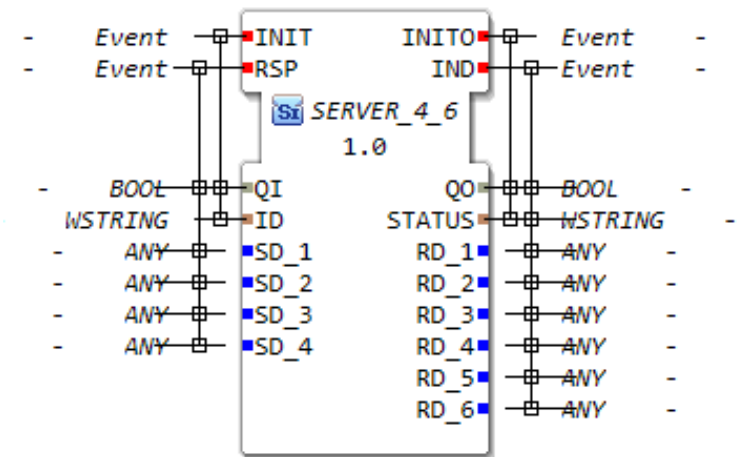 - Event INIT INITO Event -
- Event RSP IND Event -
SI SERVER_4_6
1.0
- BOOL QI QO BOOL -
WSTRING ID STATUS WSTRING -
- ANY SD_1 RD_1 ANY -
- ANY SD_2 RD_2 ANY -
- ANY SD_3 RD_3 ANY -
- ANY SD_4 RD_4 ANY -
RD_5 ANY -
RD_6 ANY -